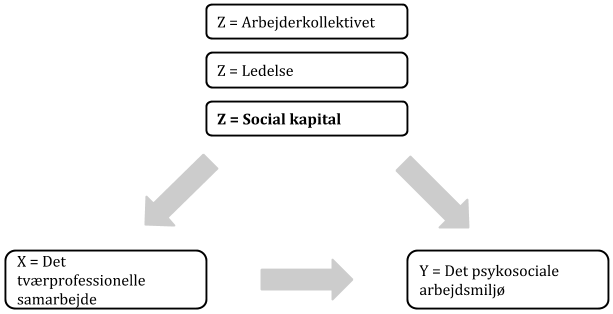 Z = Arbejderkollektivet
Z = Ledelse
Z = Social kapital
X = Det
tværprofessionelle
samarbejde
Y = Det psykosociale
arbejdsmiljø